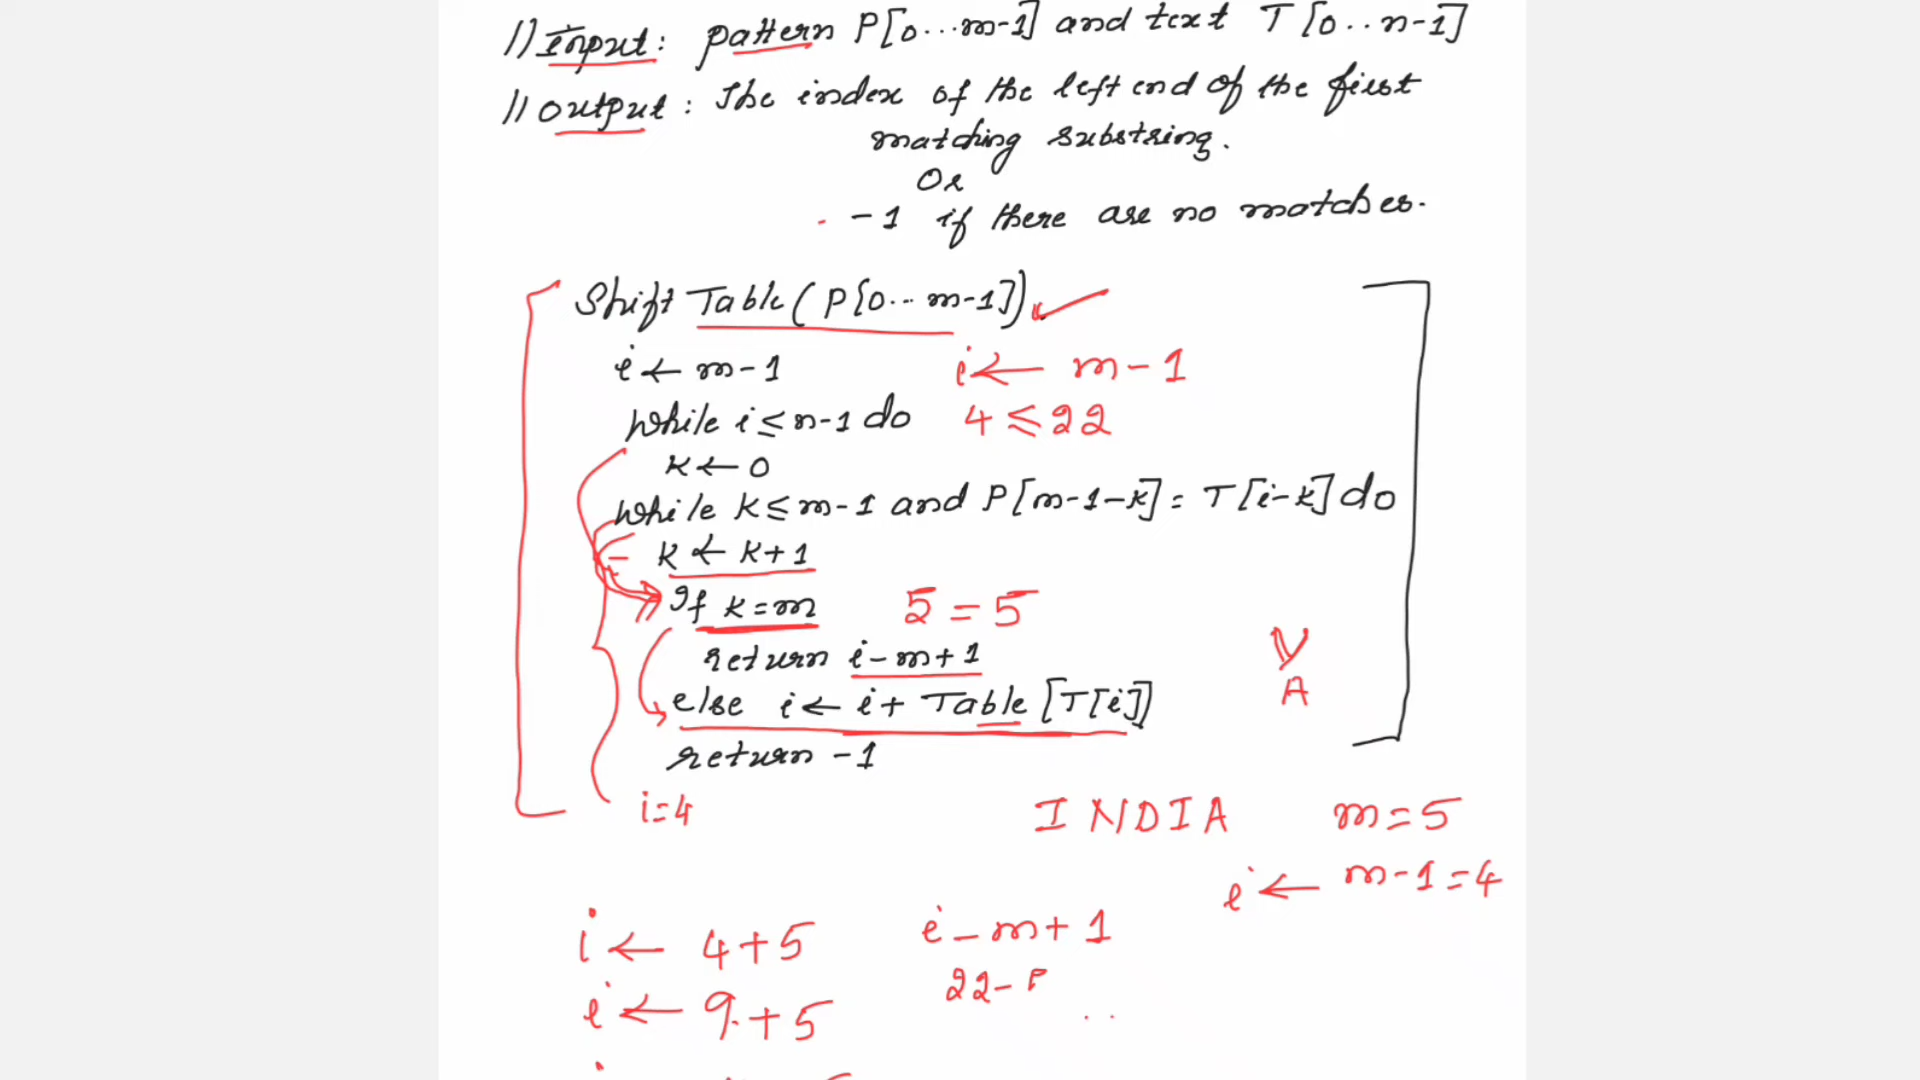 //Input: pattern P[0...m-1] and text T[0..n-1]
//output: The index of the left end of the first
matching substring.
Or
-1 if there are no matches.
Shift Table(P[0...m-1])
i ← m-1 i ← m-1
while i ≤ n-1 do 4 ≤ 22
K ← 0
while K ≤ m-1 and P[m-1-K] = T[i-K] do
K ← K+1
If K=m 5 = 5
return i-m+1 V
else i ← i+ Table [T[i]] A
return -1
i=4 INDIA m=5
i ← m-1=4
i ← 4+5 i-m+1
22-
i ← 9+5